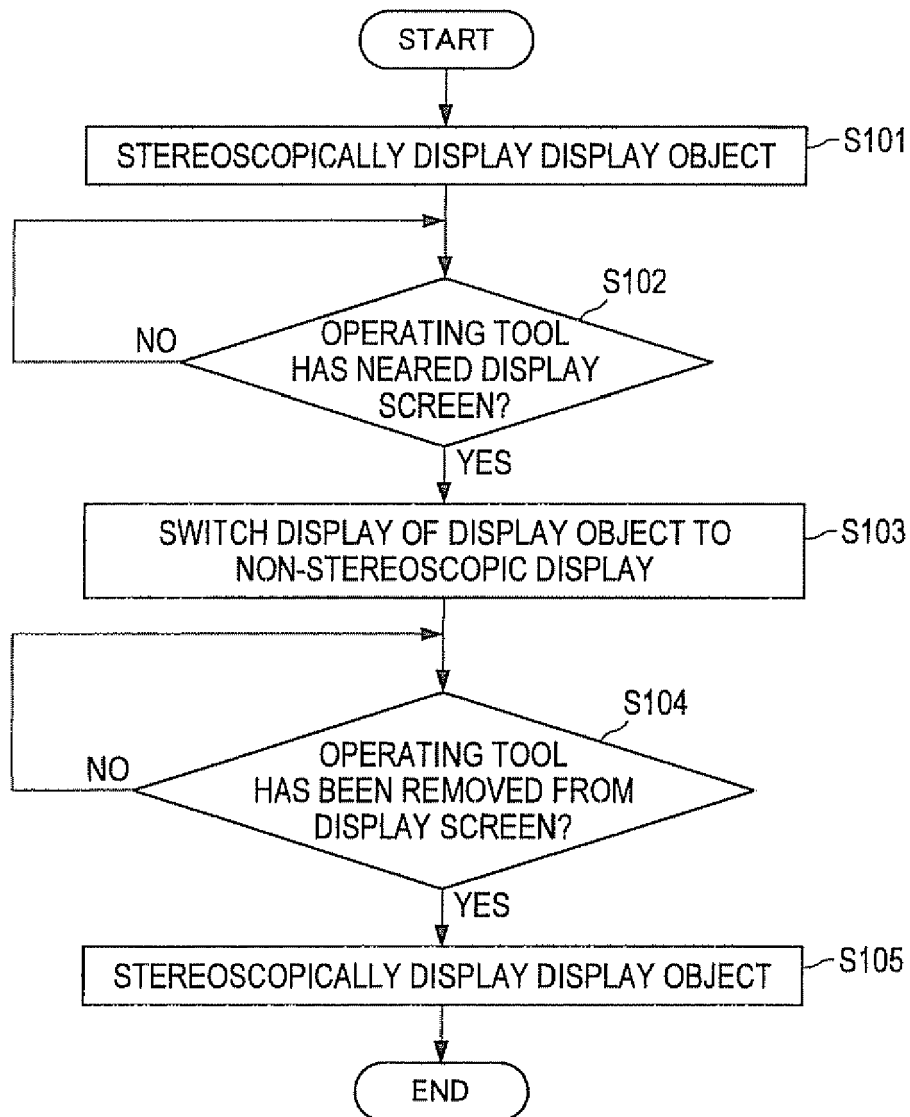 START
STEREOSCOPICALLY DISPLAY DISPLAY OBJECT
S101
S102
OPERATING TOOL
HAS NEARED DISPLAY
SCREEN?
NO
YES
SWITCH DISPLAY OF DISPLAY OBJECT TO
NON-STEREOSCOPIC DISPLAY
S103
S104
OPERATING TOOL
HAS BEEN REMOVED FROM
DISPLAY SCREEN?
NO
YES
STEREOSCOPICALLY DISPLAY DISPLAY OBJECT
S105
END